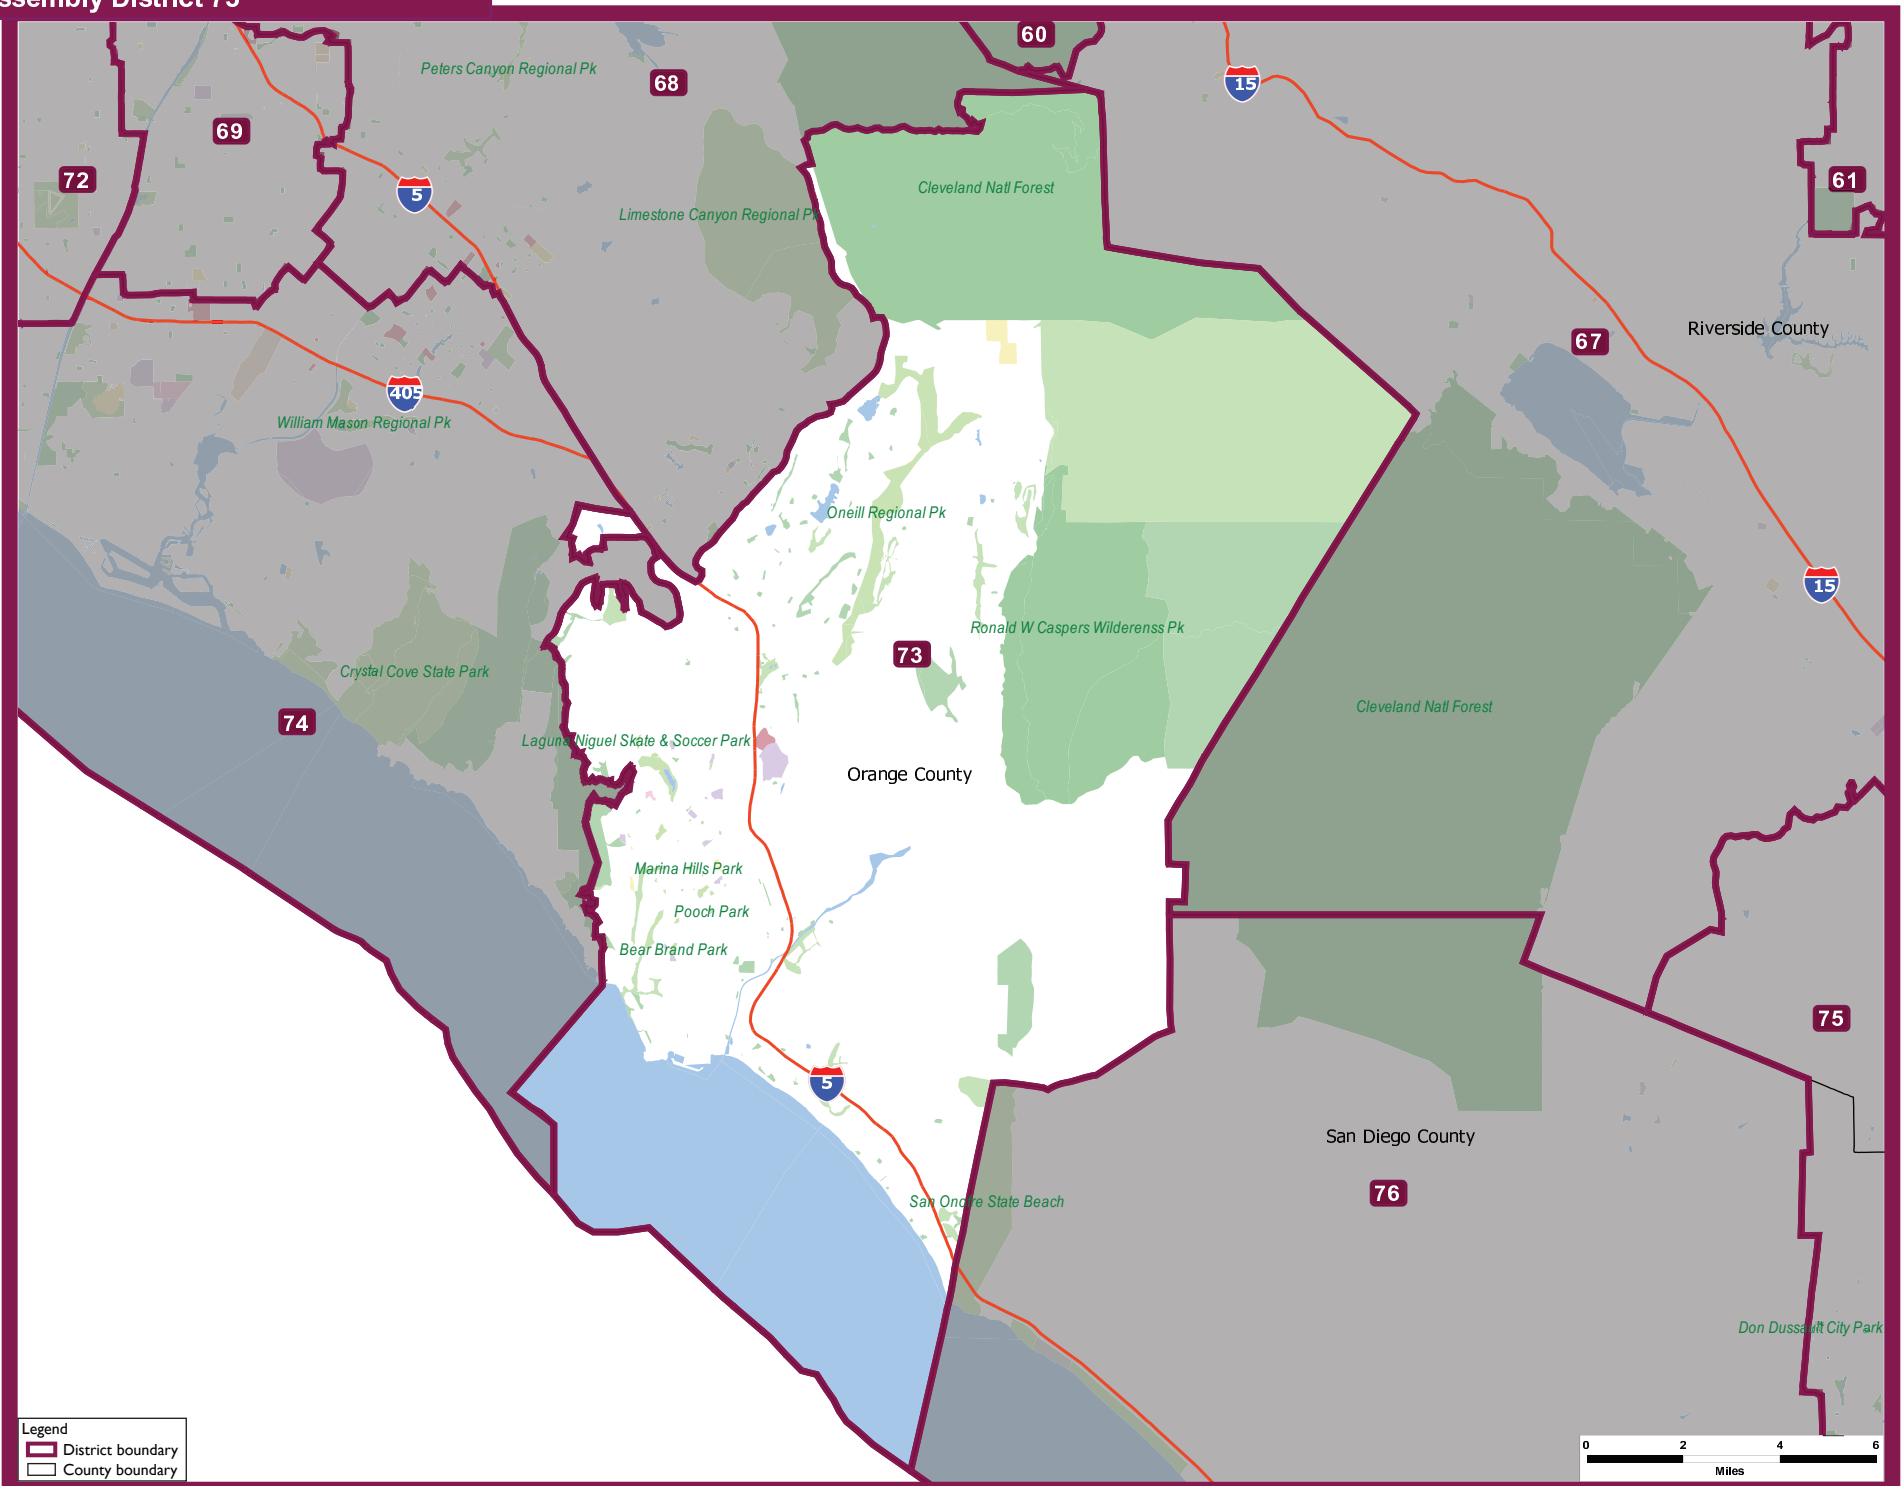 ssembly District 73
60
Peters Canyon Regional Pk
68
15
69
72
5
61
Cleveland Natl Forest
Limestone Canyon Regional Pk
Riverside County
67
405
William Mason Regional Pk
Oneill Regional Pk
15
Ronald W Caspers Wilderenss Pk
73
Crystal Cove State Park
Cleveland Natl Forest
74
Laguna Niguel Skate & Soccer Park
Orange County
Marina Hills Park
Pooch Park
Bear Brand Park
75
5
San Diego County
76
San Onofre State Beach
Don Dussault City Park
Legend
District boundary
County boundary
0 2 4 6
Miles